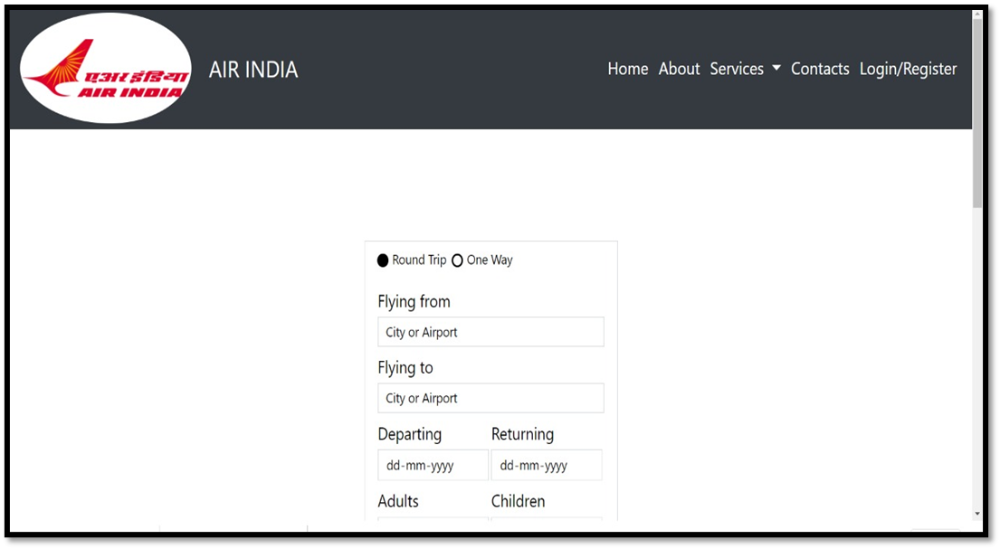 एअर इंडिया
AIR INDIA
AIR INDIA
Home About Services Contacts Login/Register
Round Trip One Way
Flying from
City or Airport
Flying to
City or Airport
Departing Returning
dd-mm-yyyy dd-mm-yyyy
Adults Children